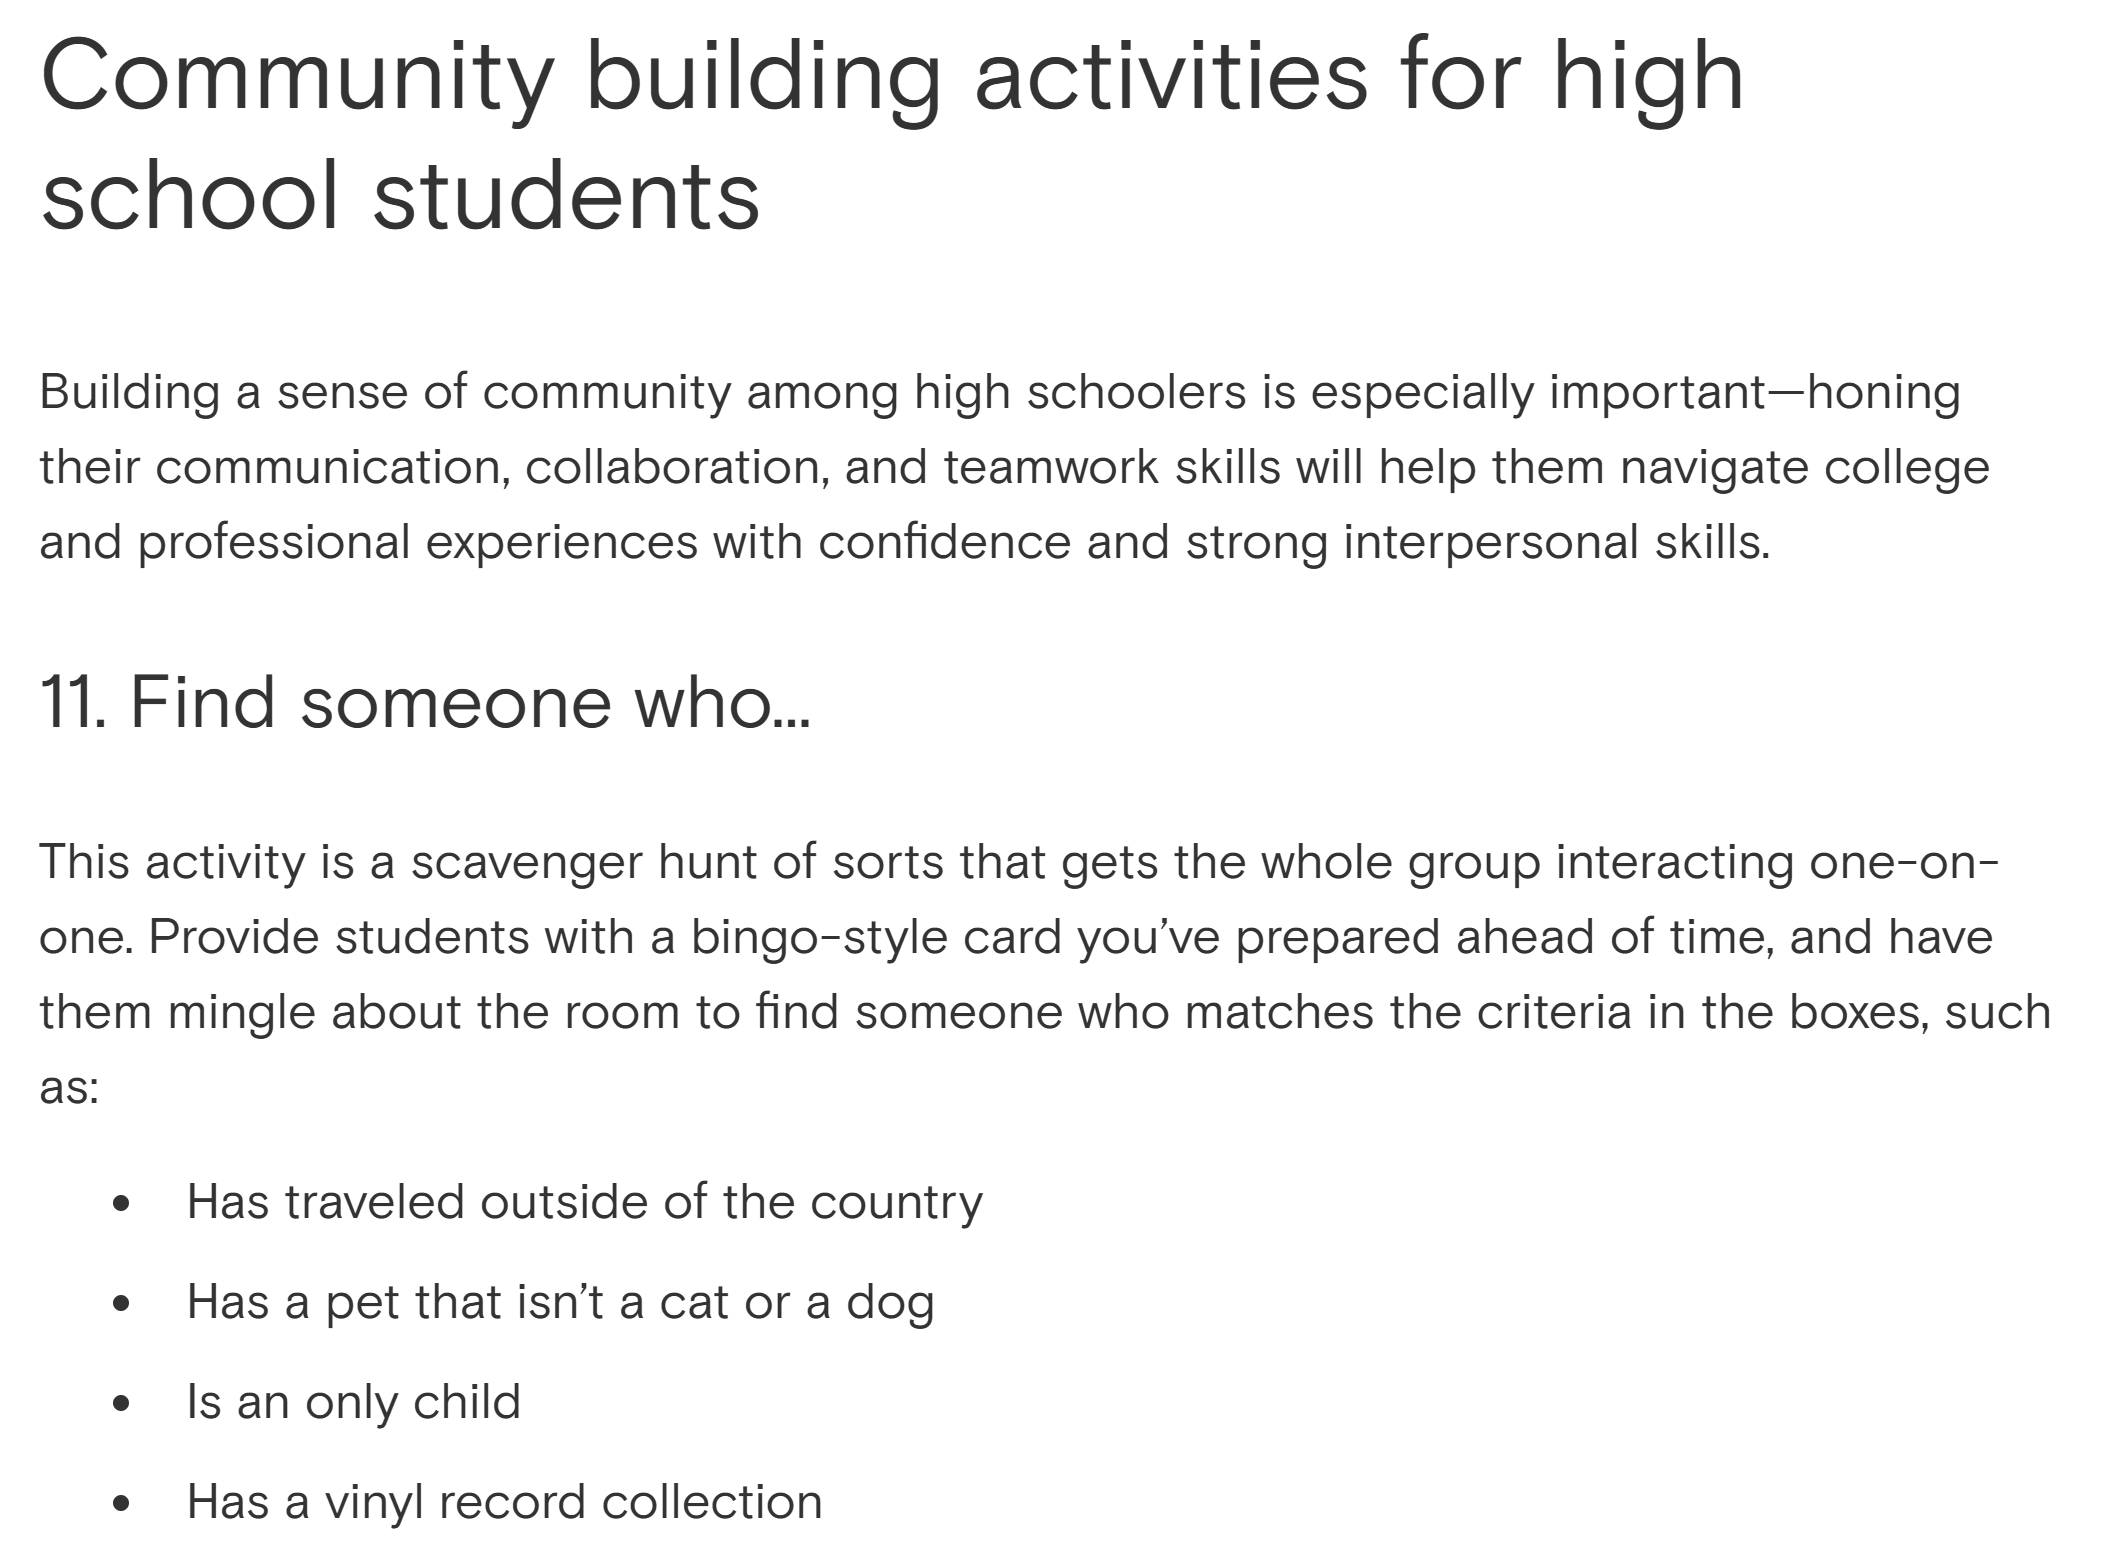 Community building activities for high
school students
Building a sense of community among high schoolers is especially important—honing
their communication, collaboration, and teamwork skills will help them navigate college
and professional experiences with confidence and strong interpersonal skills.
11. Find someone who...
This activity is a scavenger hunt of sorts that gets the whole group interacting one-on-
one. Provide students with a bingo-style card you’ve prepared ahead of time, and have
them mingle about the room to find someone who matches the criteria in the boxes, such
as:
• Has traveled outside of the country
• Has a pet that isn’t a cat or a dog
• Is an only child
• Has a vinyl record collection